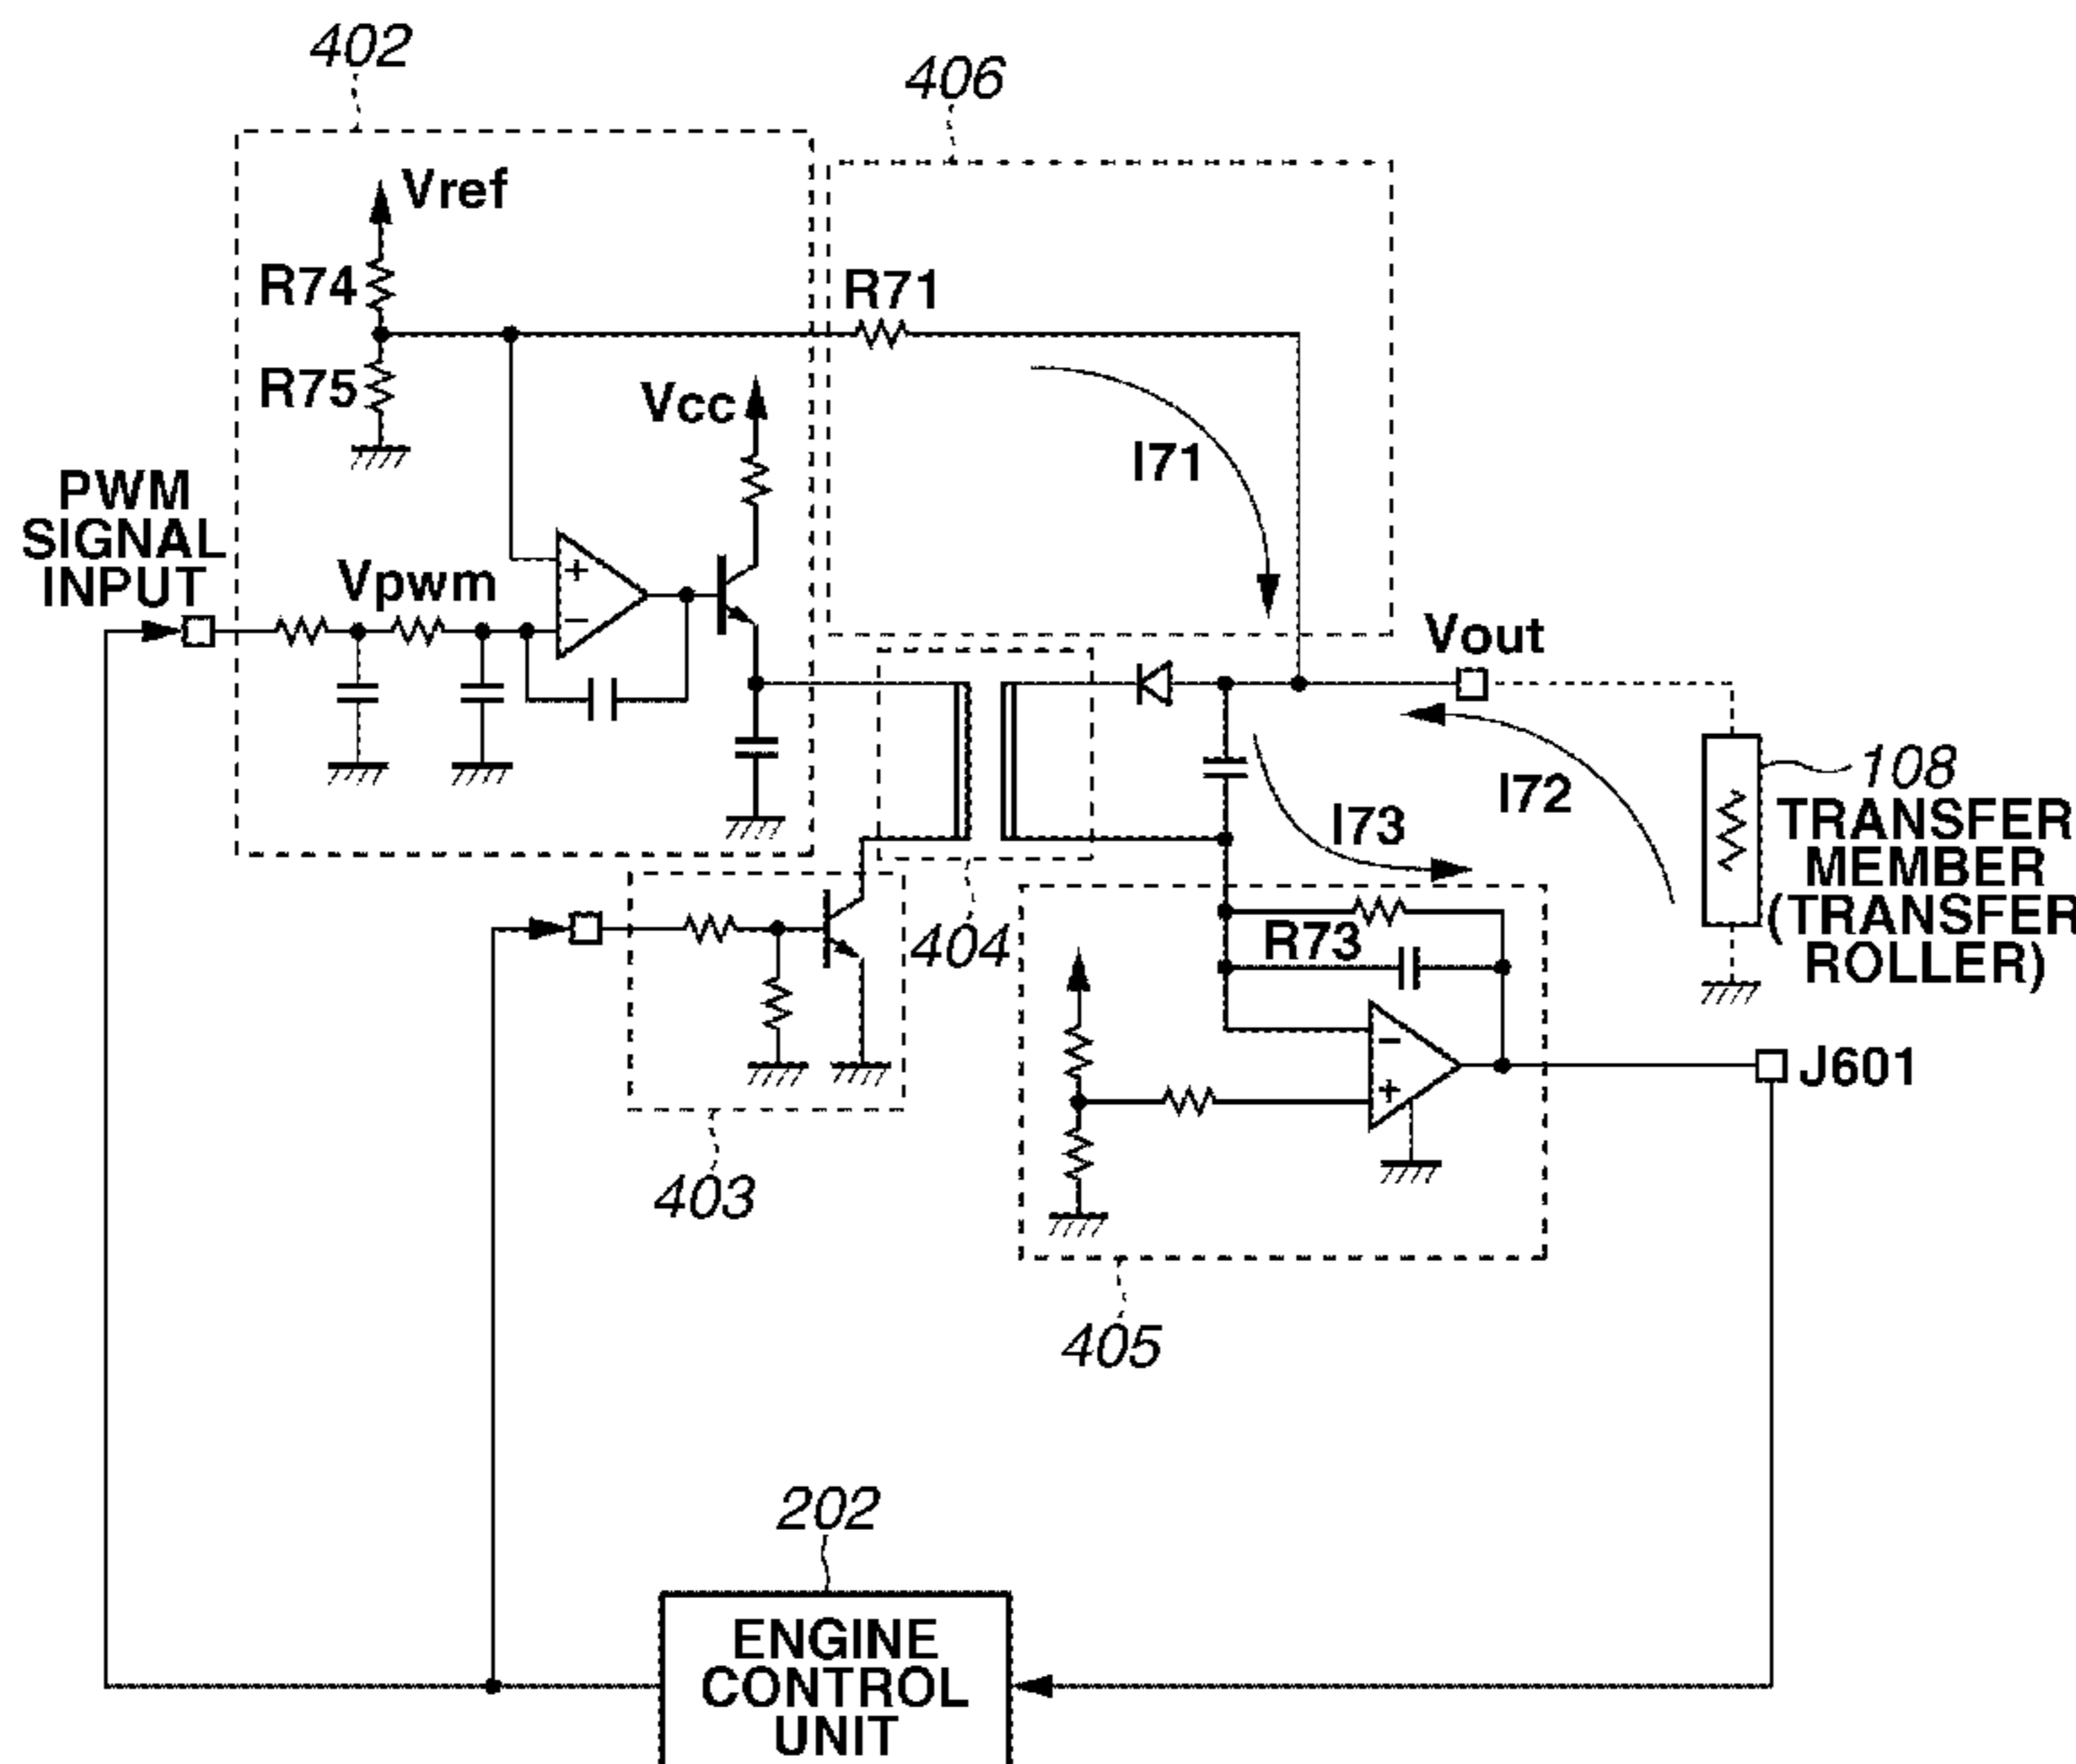 402
406
Vref
R74
R71
R75
Vcc
I71
PWM
SIGNAL
INPUT
Vpwm
+
−
Vout
I72
108
TRANSFER
MEMBER
(TRANSFER
ROLLER)
I73
404
R73
−
+
J601
403
405
202
ENGINE
CONTROL
UNIT